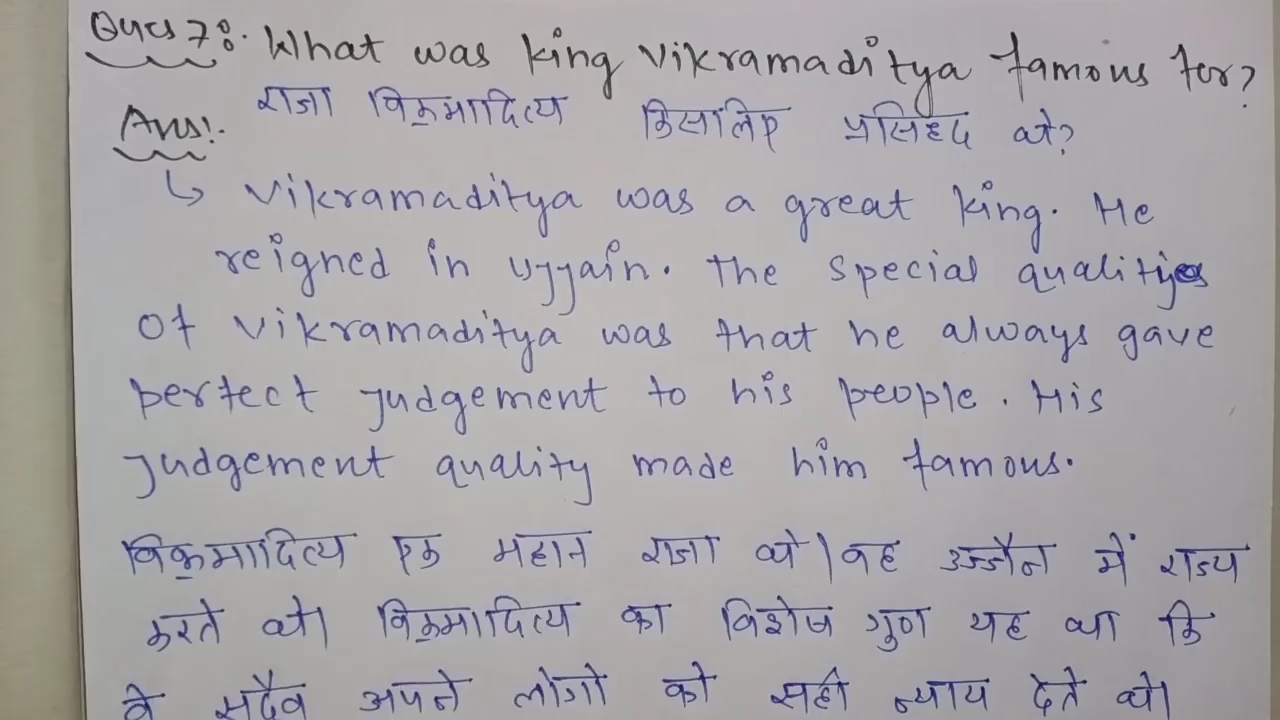 Ques 7:- What was King Vikramaditya famous for?
राजा विक्रमादित्य किसलिए प्रसिद्ध थे?
Ans:-
↳ Vikramaditya was a great King. He
reigned in Ujjain. The special qualities
of Vikramaditya was that he always gave
perfect judgement to his people. His
judgement quality made him famous.
विक्रमादित्य एक महान राजा थे। वह उज्जैन में राज्य
करते थे। विक्रमादित्य का विशेष गुण यह था कि
वे सदैव अपने लोगो को सही न्याय देते थे।